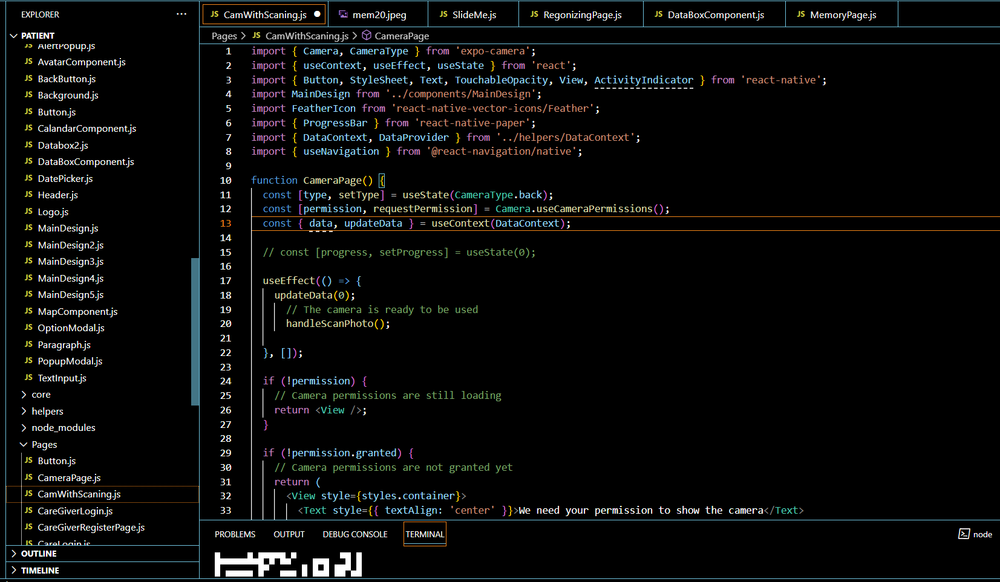 EXPLORER
PATIENT
AlertPopup.js
AvatarComponent.js
BackButton.js
Background.js
Button.js
CalandarComponent.js
Databox2.js
DataBoxComponent.js
DatePicker.js
Header.js
Logo.js
MainDesign.js
MainDesign2.js
MainDesign3.js
MainDesign4.js
MainDesign5.js
MapComponent.js
OptionModal.js
Paragraph.js
PopupModal.js
TextInput.js
core
helpers
node_modules
Pages
Button.js
CameraPage.js
CamWithScaning.js
CareGiverLogin.js
CareGiverRegisterPage.js
CareLogin.js
OUTLINE
TIMELINE
JS CamWithScaning.js mem20.jpeg JS SlideMe.js JS RegonizingPage.js JS DataBoxComponent.js JS MemoryPage.js
Pages > JS CamWithScaning.js > CameraPage
1 import { Camera, CameraType } from 'expo-camera';
2 import { useContext, useEffect, useState } from 'react';
3 import { Button, StyleSheet, Text, TouchableOpacity, View, ActivityIndicator } from 'react-native';
4 import MainDesign from '../components/MainDesign';
5 import FeatherIcon from 'react-native-vector-icons/Feather';
6 import { ProgressBar } from 'react-native-paper';
7 import { DataContext, DataProvider } from '../helpers/DataContext';
8 import { useNavigation } from '@react-navigation/native';
9
10 function CameraPage() {
11 const [type, setType] = useState(CameraType.back);
12 const [permission, requestPermission] = Camera.useCameraPermissions();
13 const { data, updateData } = useContext(DataContext);
14
15 // const [progress, setProgress] = useState(0);
16
17 useEffect(() => {
18 updateData(0);
19 // The camera is ready to be used
20 handleScanPhoto();
21
22 }, []);
23
24 if (!permission) {
25 // Camera permissions are still loading
26 return <View />;
27 }
28
29 if (!permission.granted) {
30 // Camera permissions are not granted yet
31 return (
32 <View style={styles.container}>
33 <Text style={{ textAlign: 'center' }}>We need your permission to show the camera</Text>
PROBLEMS OUTPUT DEBUG CONSOLE TERMINAL node